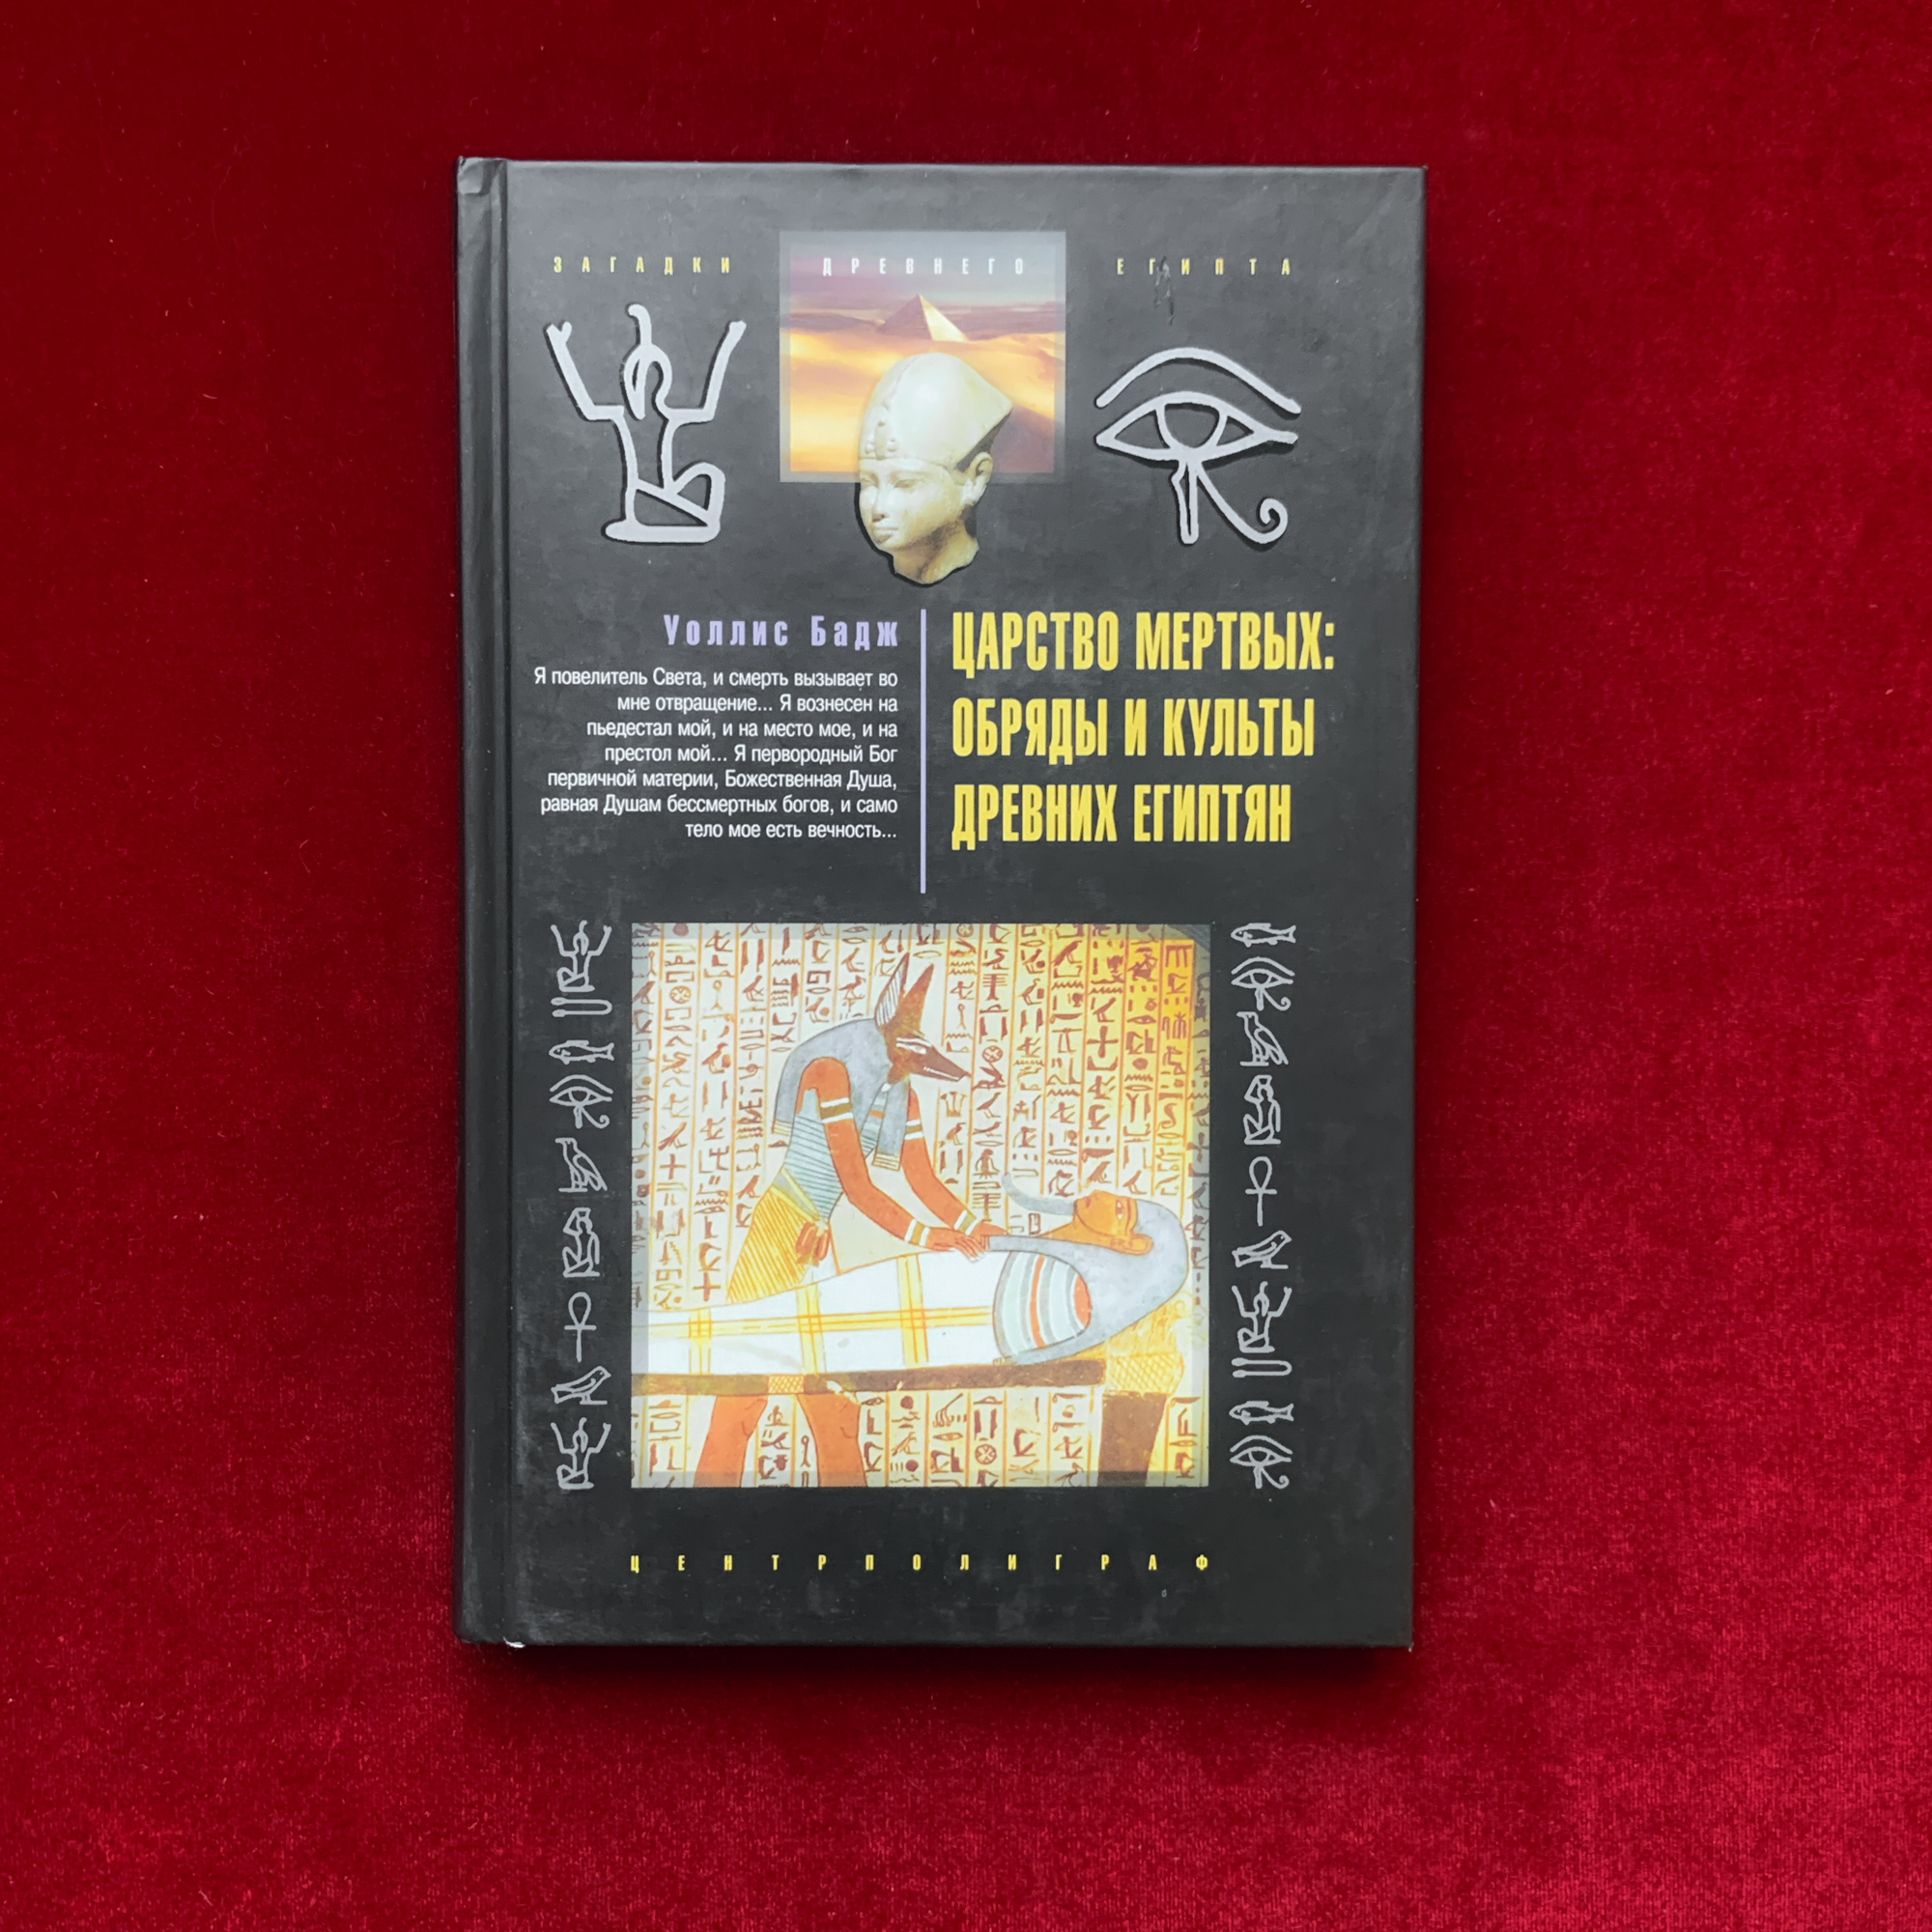 ЗАГАДКИ ДРЕВНЕГО ЕГИПТА
Уоллис Бадж
Я повелитель Света, и смерть вызывает во
мне отвращение... Я вознесен на
пьедестал мой, и на место мое, и на
престол мой... Я первородный Бог
первичной материи, Божественная Душа,
равная Душам бессмертных богов, и само
тело мое есть вечность...
ЦАРСТВО МЕРТВЫХ:
ОБРЯДЫ И КУЛЬТЫ
ДРЕВНИХ ЕГИПТЯН
ЦЕНТРПОЛИГРАФ